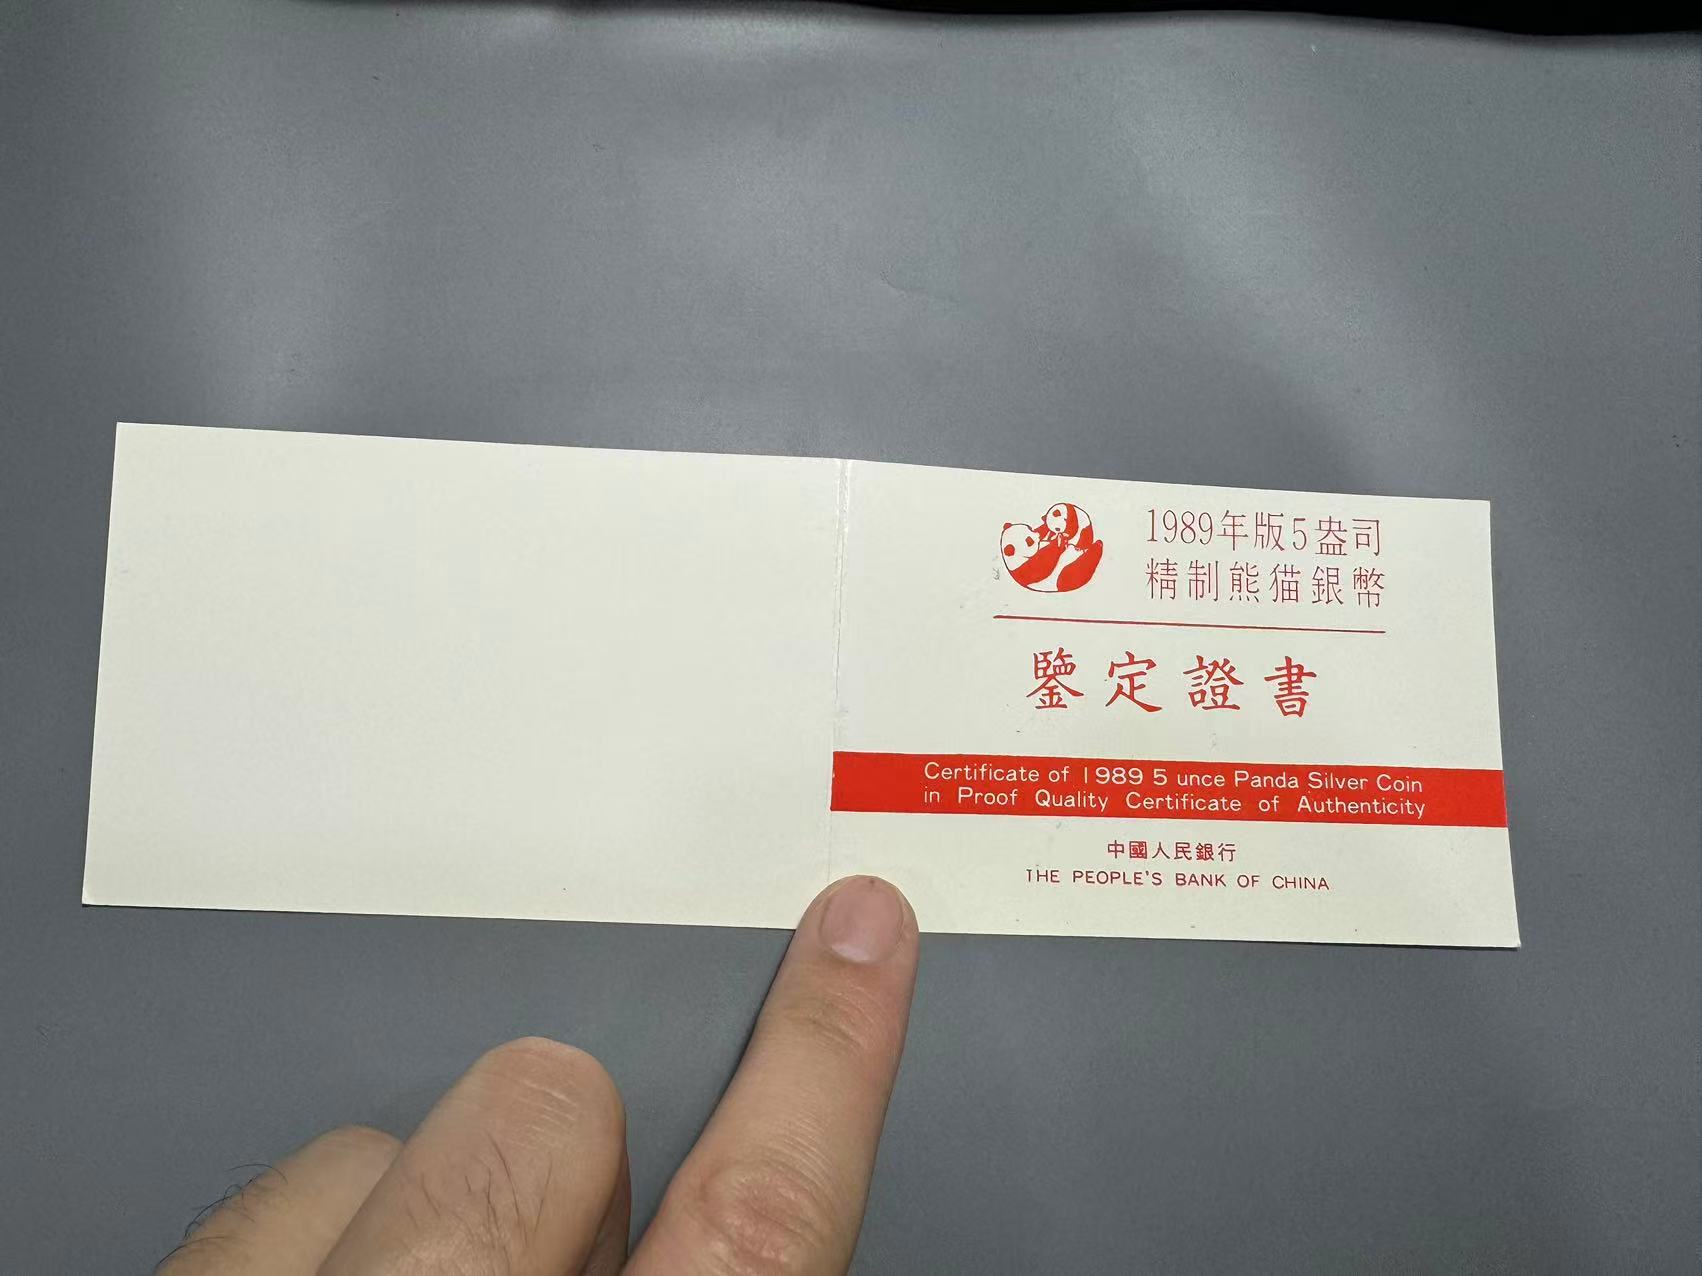 1989年版5盎司
精制熊猫銀幣
鑒定證書
Certificate of 1989 5 unce Panda Silver Coin
in Proof Quality Certificate of Authenticity
中國人民銀行
THE PEOPLE'S BANK OF CHINA